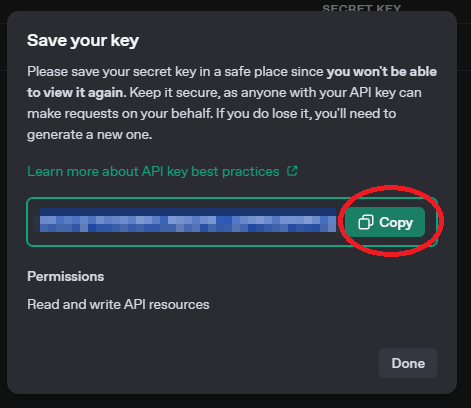 SECRET KEY
Save your key
Please save your secret key in a safe place since you won't be able
to view it again. Keep it secure, as anyone with your API key can
make requests on your behalf. If you do lose it, you'll need to
generate a new one.
Learn more about API key best practices
Copy
Permissions
Read and write API resources
Done